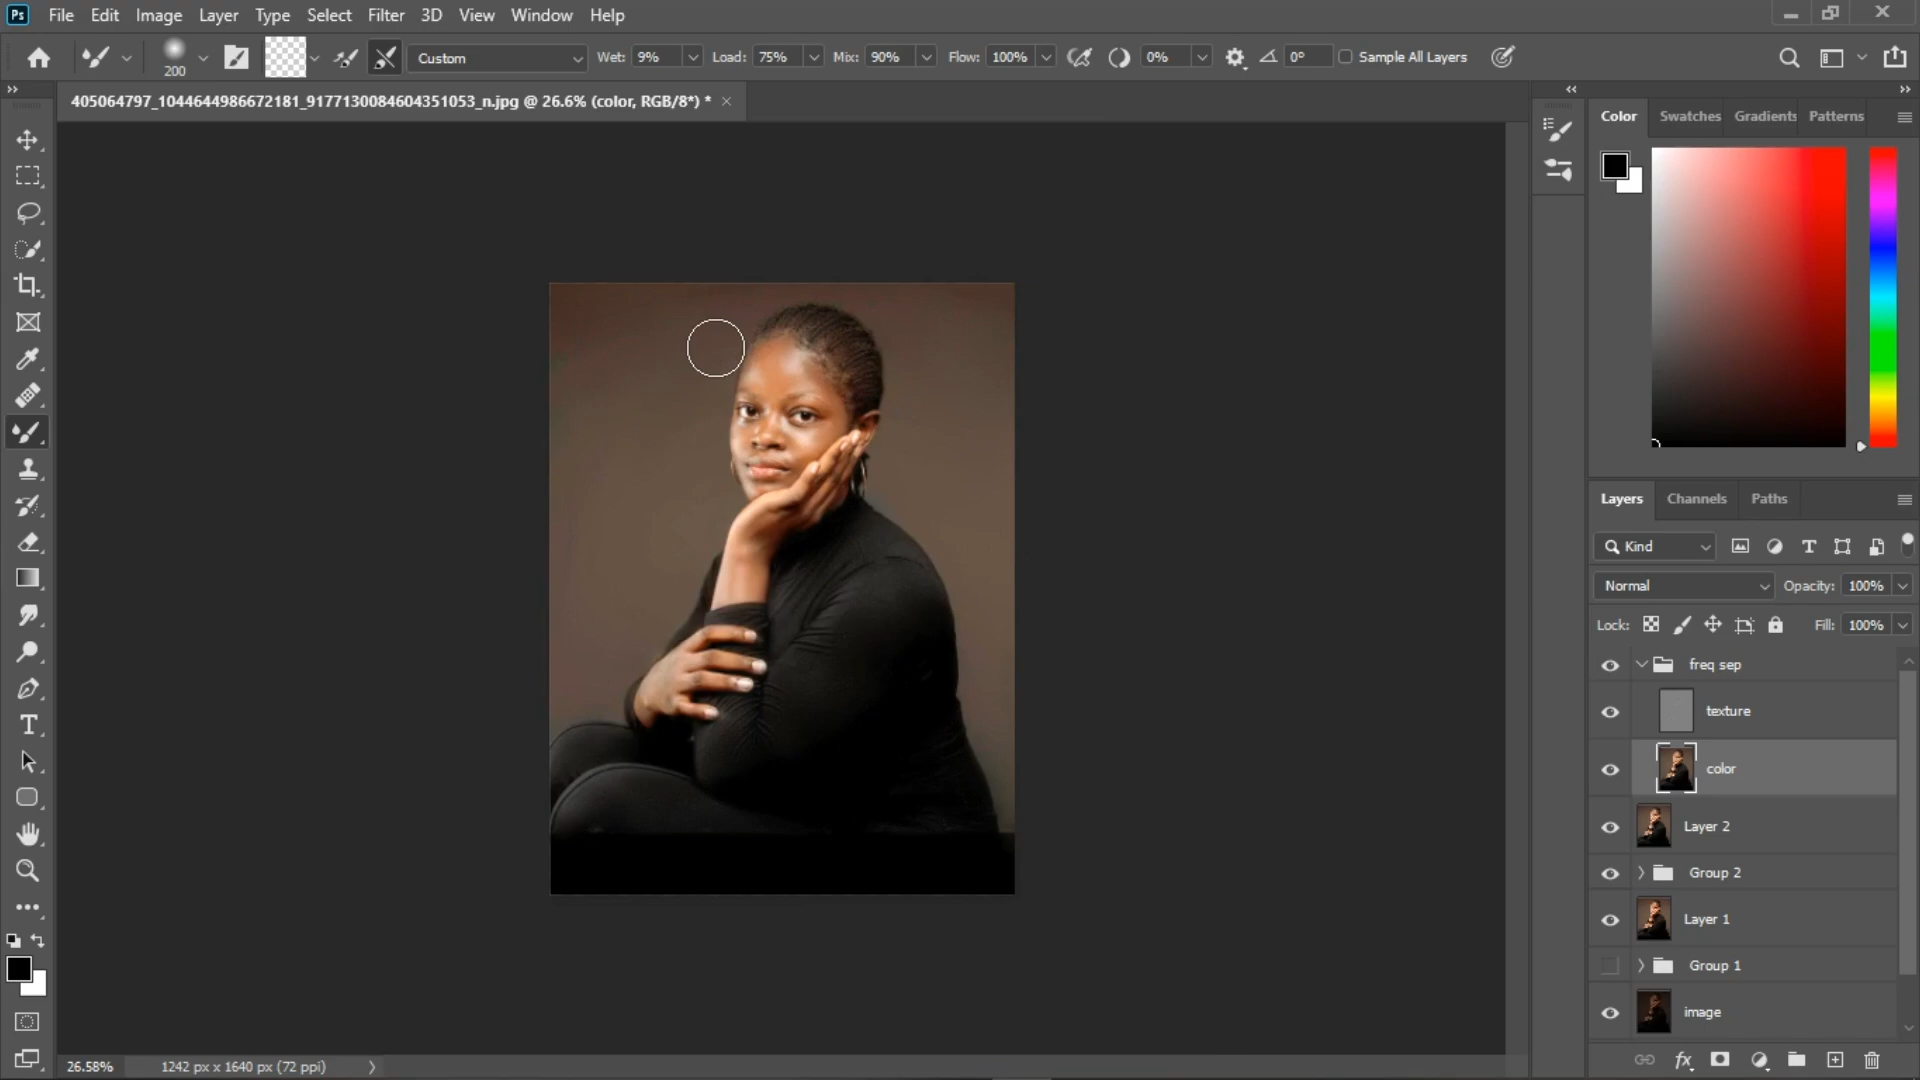 Ps File Edit Image Layer Type Select Filter 3D View Window Help
200 Custom Wet: 9% Load: 75% Mix: 90% Flow: 100% 0% 0° Sample All Layers
405064797_1044644986672181_9177130084604351053_n.jpg @ 26.6% (color, RGB/8*) *
Color Swatches Gradients Patterns
Layers Channels Paths
Kind
Normal Opacity: 100%
Lock: Fill: 100%
freq sep
texture
color
Layer 2
Group 2
Layer 1
Group 1
image
26.58% 1242 px x 1640 px (72 ppi)